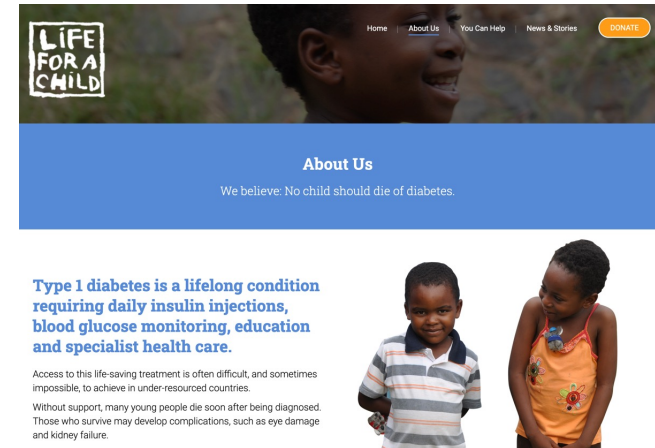 LIFE
FOR A
CHILD
Home | About Us | You Can Help | News & Stories DONATE
About Us
We believe: No child should die of diabetes.
Type 1 diabetes is a lifelong condition
requiring daily insulin injections,
blood glucose monitoring, education
and specialist health care.
Access to this life-saving treatment is often difficult, and sometimes
impossible, to achieve in under-resourced countries.
Without support, many young people die soon after being diagnosed.
Those who survive may develop complications, such as eye damage
and kidney failure.